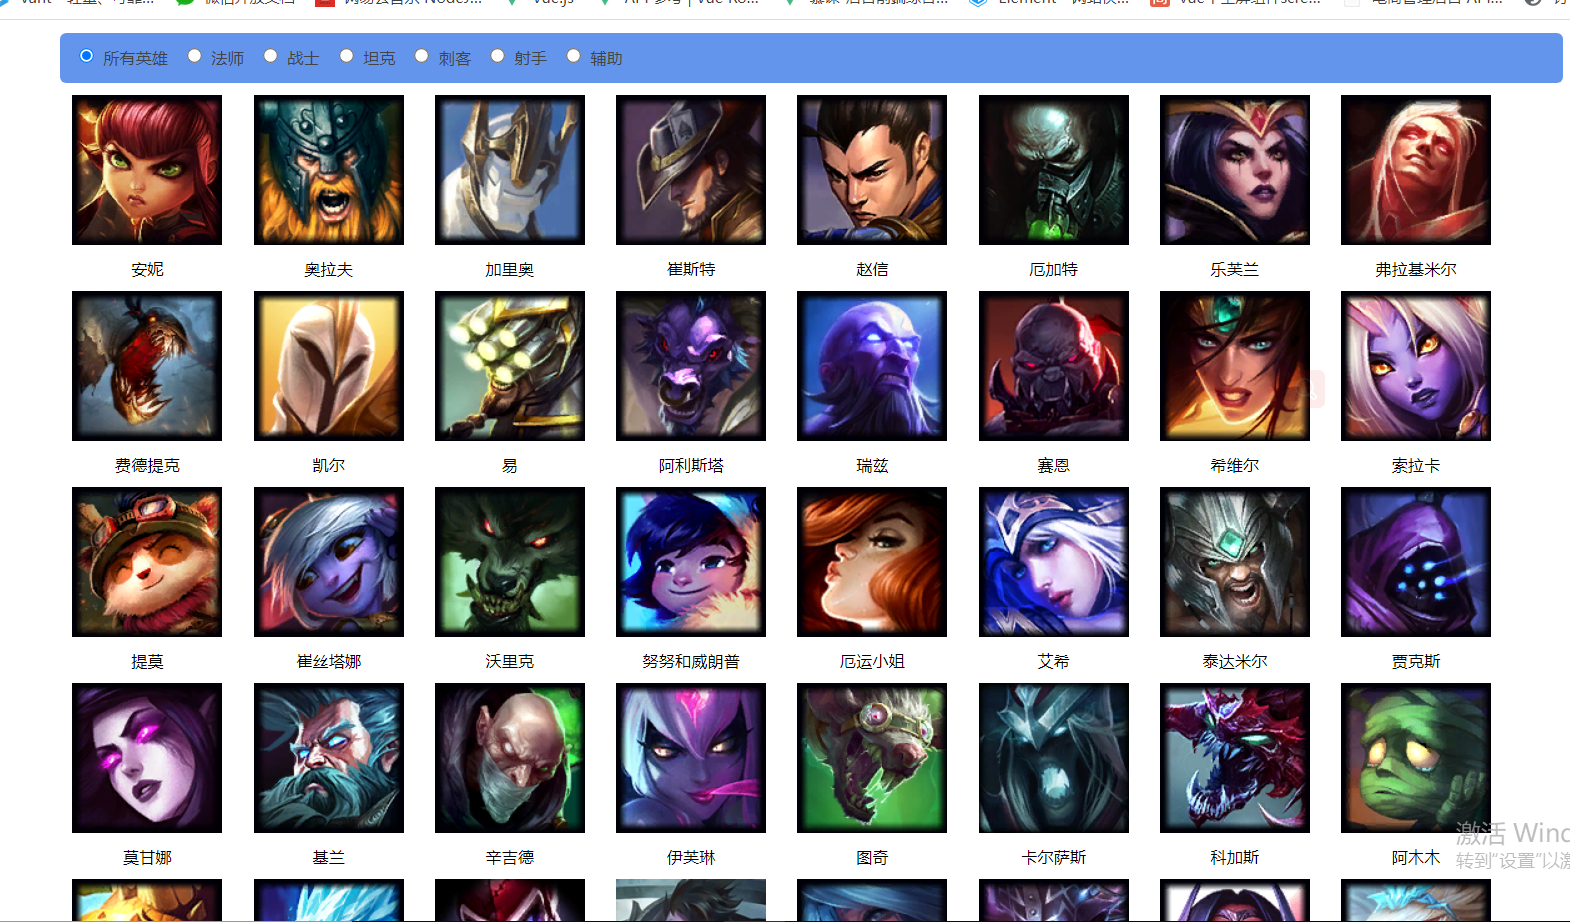 所有英雄 法师 战士 坦克 刺客 射手 辅助
安妮 奥拉夫 加里奥 崔斯特 赵信 厄加特 乐芙兰 弗拉基米尔
费德提克 凯尔 易 阿利斯塔 瑞兹 赛恩 希维尔 索拉卡
提莫 崔丝塔娜 沃里克 努努和威朗普 厄运小姐 艾希 泰达米尔 贾克斯
莫甘娜 基兰 辛吉德 伊芙琳 图奇 卡尔萨斯 科加斯 阿木木
激活 Wind
转到"设置"以激